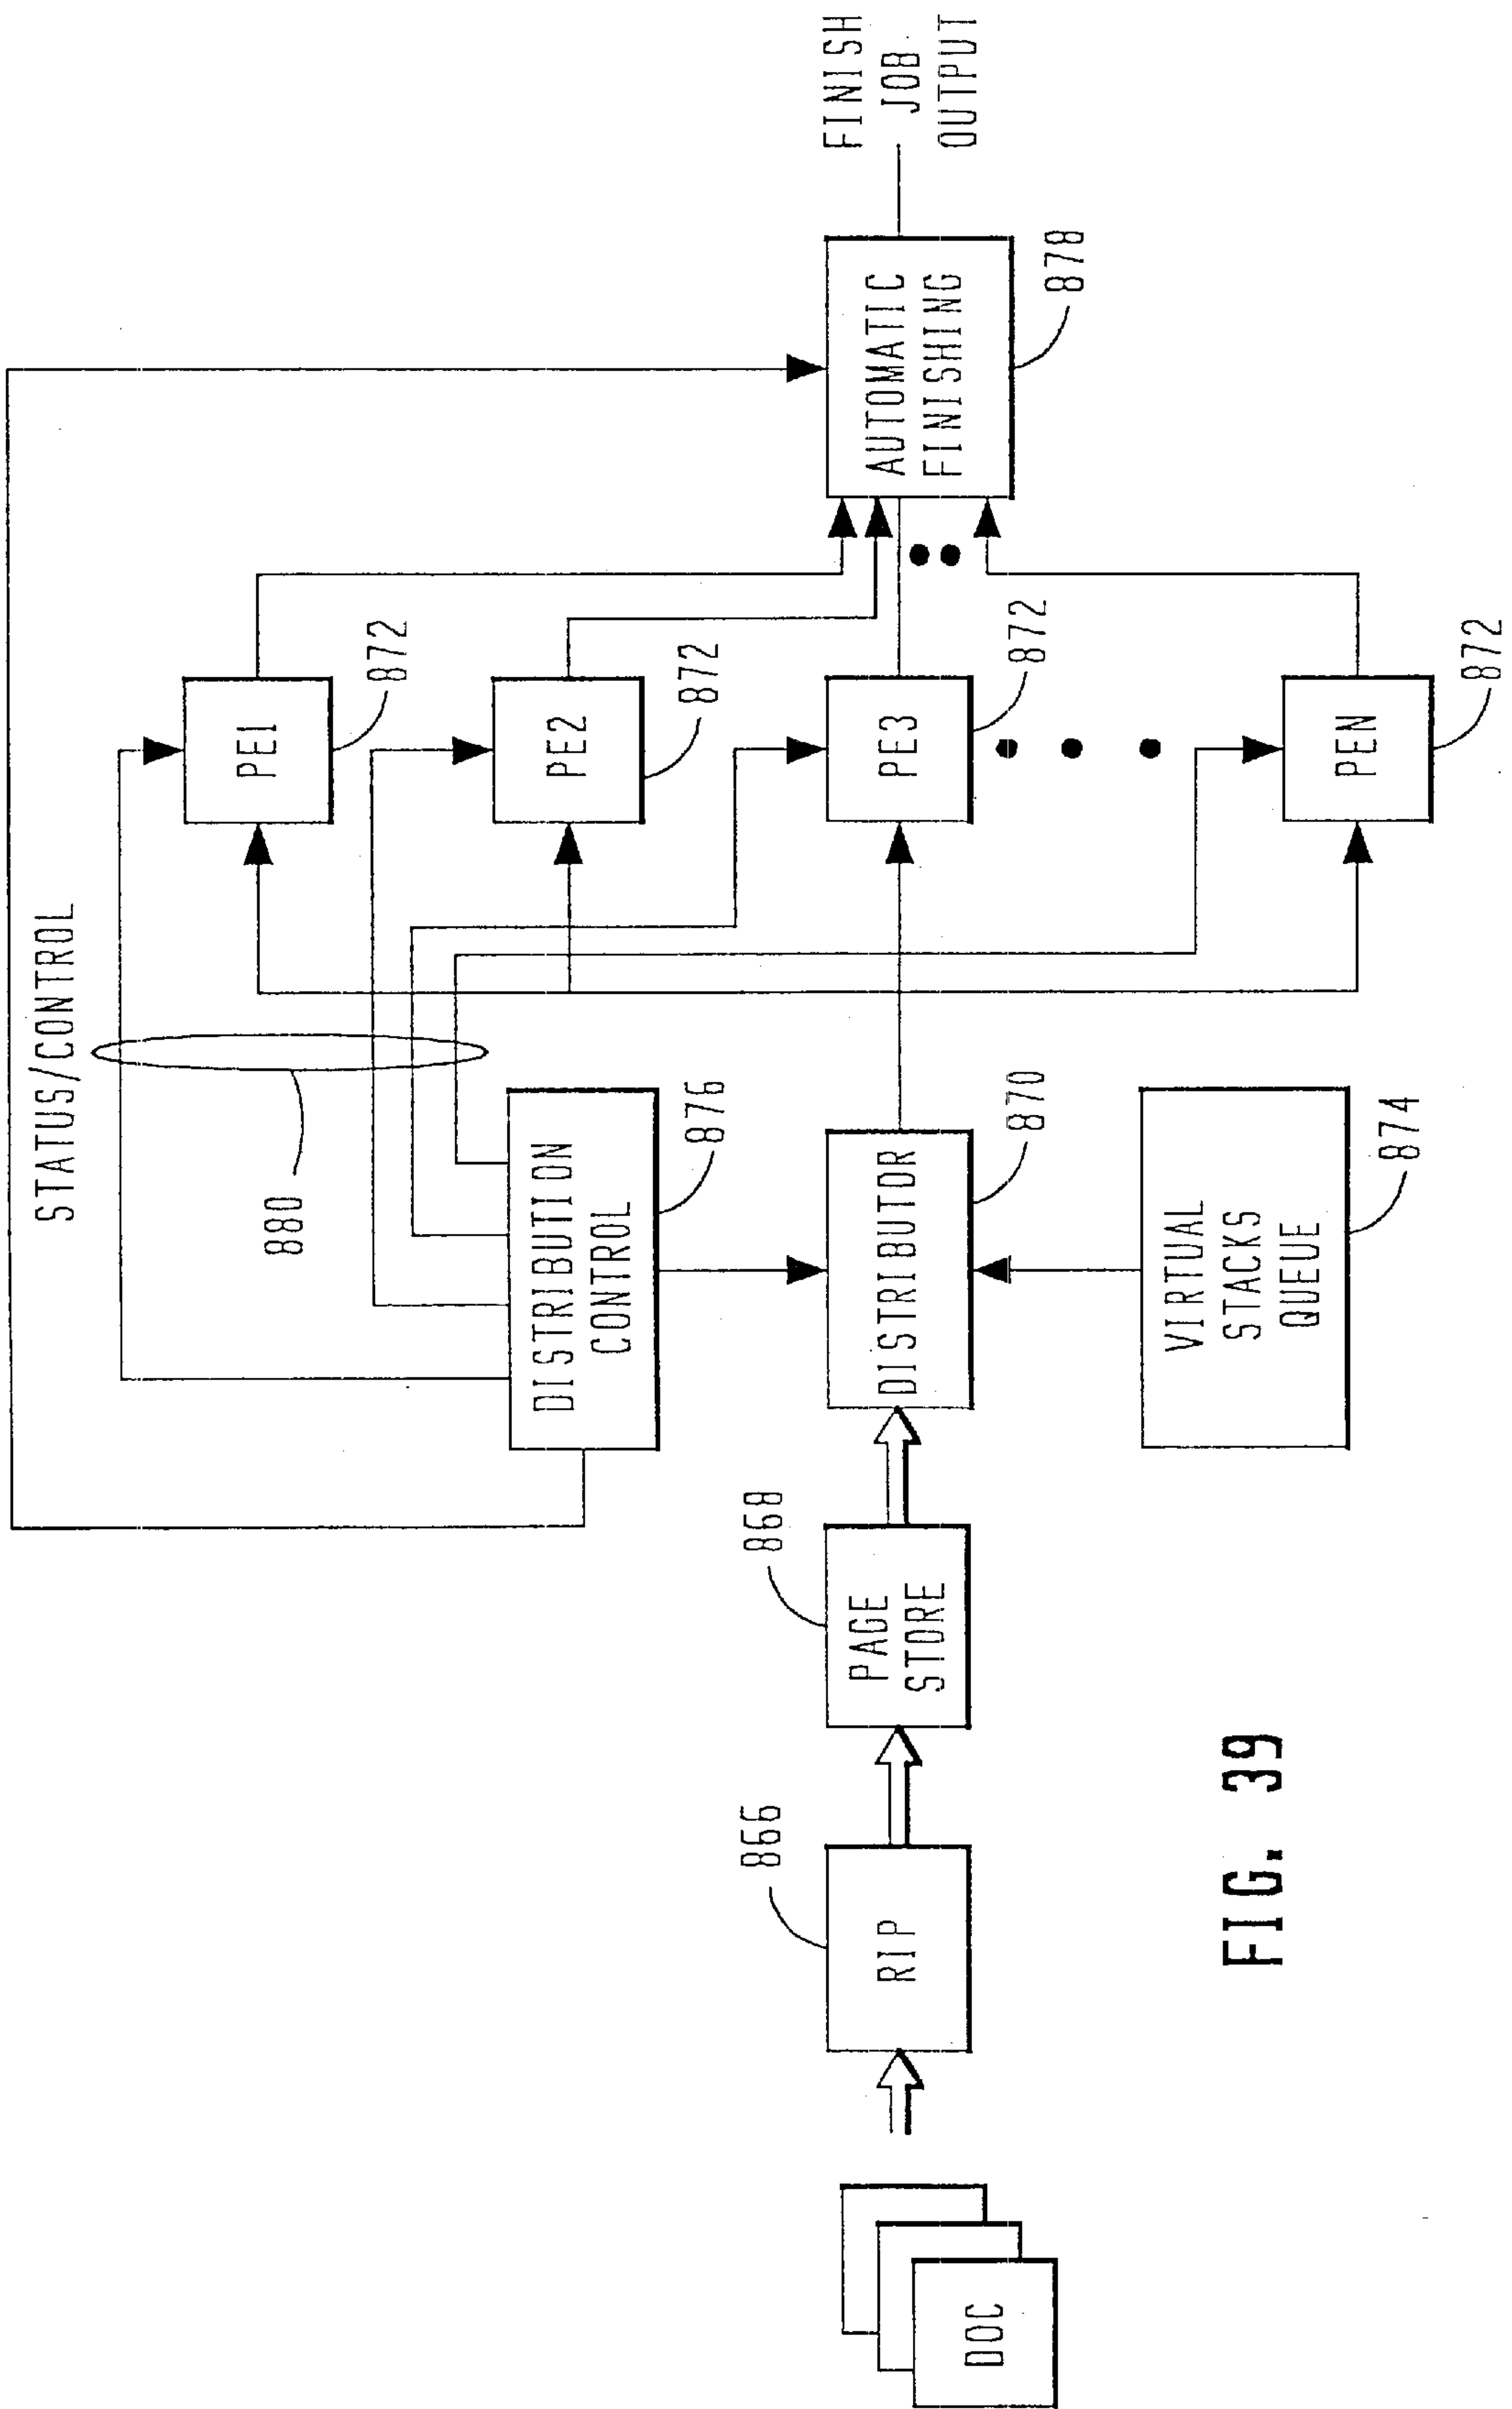 STATUS/CONTROL
880
DISTRIBUTION
CONTROL
876
PE1
872
PE2
872
DOC
RIP
866
PAGE
STORE
868
DISTRIBUTOR
870
PE3
872
AUTOMATIC
FINISHING
878
FINISH
JOB
OUTPUT
VIRTUAL
STACKS
QUEUE
874
PEN
872
FIG. 39